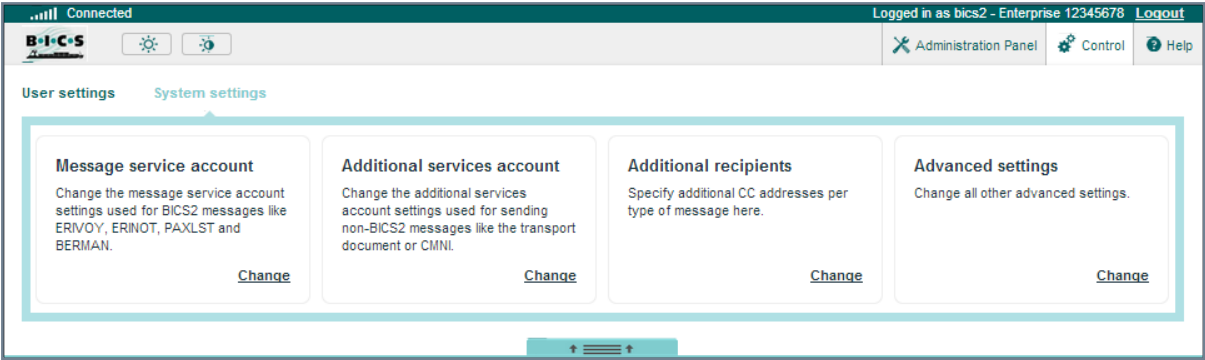 Connected
Logged in as bics2 - Enterprise 12345678 Logout
B•I•C•S
Administration Panel Control Help
User settings System settings
Message service account
Change the message service account
settings used for BICS2 messages like
ERIVOY, ERINOT, PAXLST and
BERMAN.
Change
Additional services account
Change the additional services
account settings used for sending
non-BICS2 messages like the transport
document or CMNI.
Change
Additional recipients
Specify additional CC addresses per
type of message here.
Change
Advanced settings
Change all other advanced settings.
Change